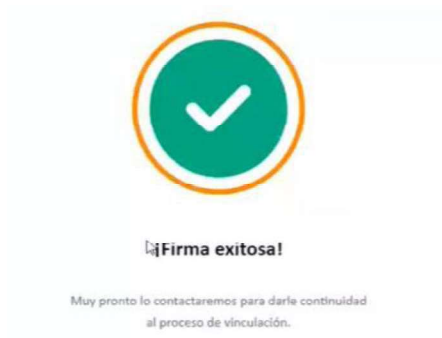 ¡Firma exitosa!
Muy pronto lo contactaremos para darle continuidad
al proceso de vinculación.